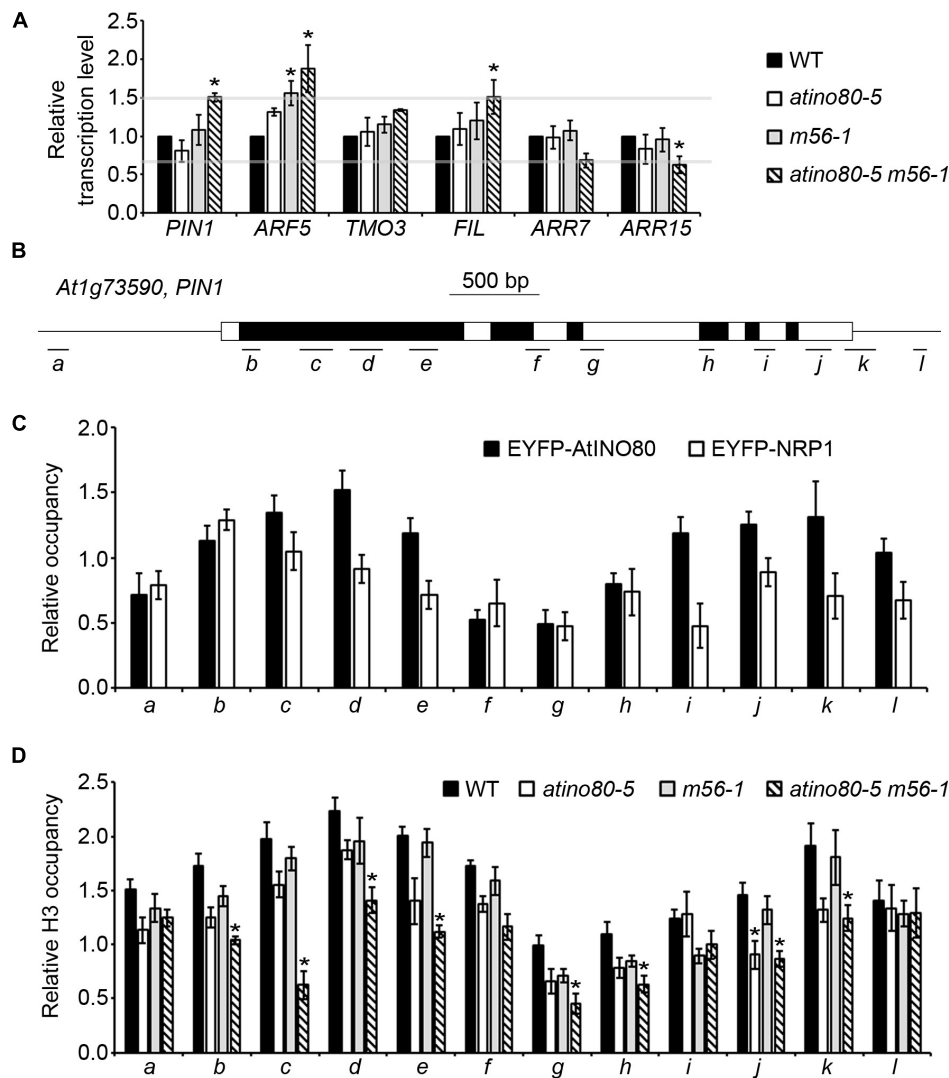 A
Relative transcription level
2.5
2.0
1.5
1.0
0.5
0.0
* * * * *
PIN1 ARF5 TMO3 FIL ARR7 ARR15
WT
atino80-5
m56-1
atino80-5 m56-1
B
At1g73590, PIN1
500 bp
a b c d e f g h i j k l
C
Relative occupancy
2.0
1.5
1.0
0.5
0.0
EYFP-AtINO80 EYFP-NRP1
a b c d e f g h i j k l
D
Relative H3 occupancy
2.5
2.0
1.5
1.0
0.5
0.0
WT atino80-5 m56-1 atino80-5 m56-1
* * * * * * * * *
a b c d e f g h i j k l